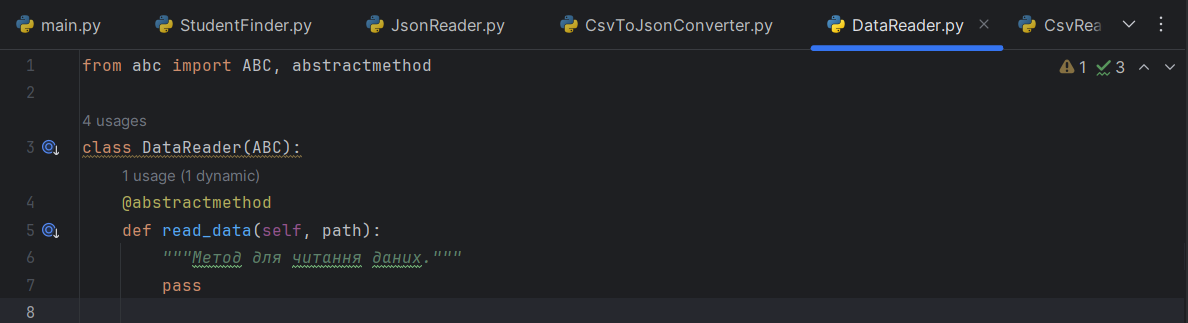 main.py StudentFinder.py JsonReader.py CsvToJsonConverter.py DataReader.py CsvRea
1 from abc import ABC, abstractmethod 1 3
2
4 usages
3 class DataReader(ABC):
1 usage (1 dynamic)
4 @abstractmethod
5 def read_data(self, path):
6 """Метод для читання даних."""
7 pass
8